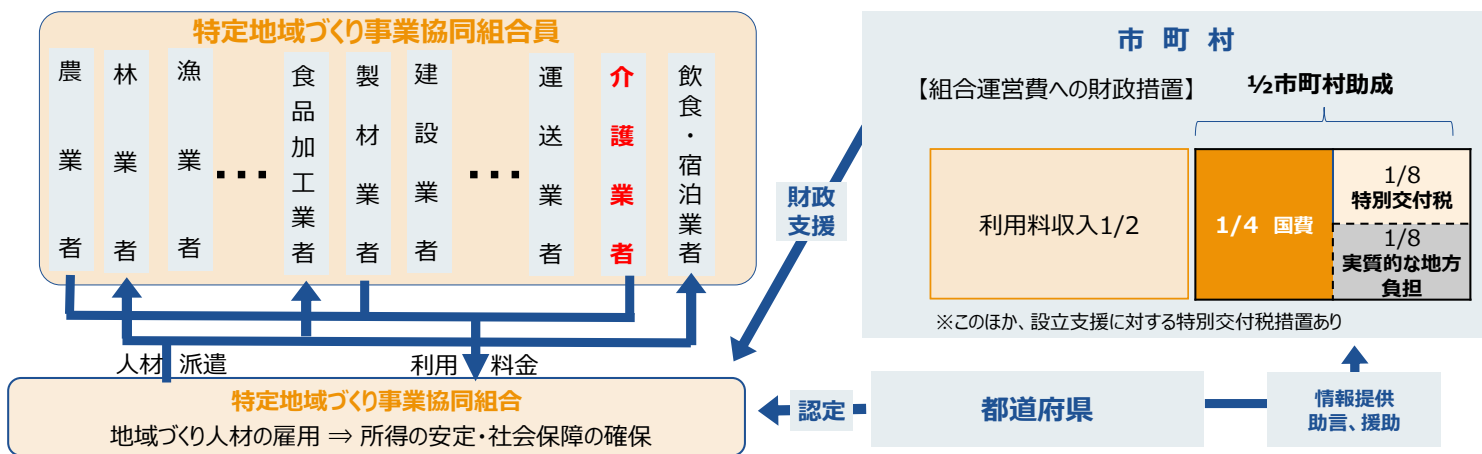 特定地域づくり事業協同組合員
農業者
林業者
漁業者
・・・
食品加工業者
製材業者
建設業者
・・・
運送業者
介護業者
飲食・宿泊業者
人材派遣
利用料金
特定地域づくり事業協同組合
地域づくり人材の雇用 ⇒ 所得の安定・社会保障の確保
財政
支援
市町村
【組合運営費への財政措置】
½市町村助成
利用料収入1/2
1/4 国費
1/8
特別交付税
1/8
実質的な地方
負担
※このほか、設立支援に対する特別交付税措置あり
認定
都道府県
情報提供
助言、援助